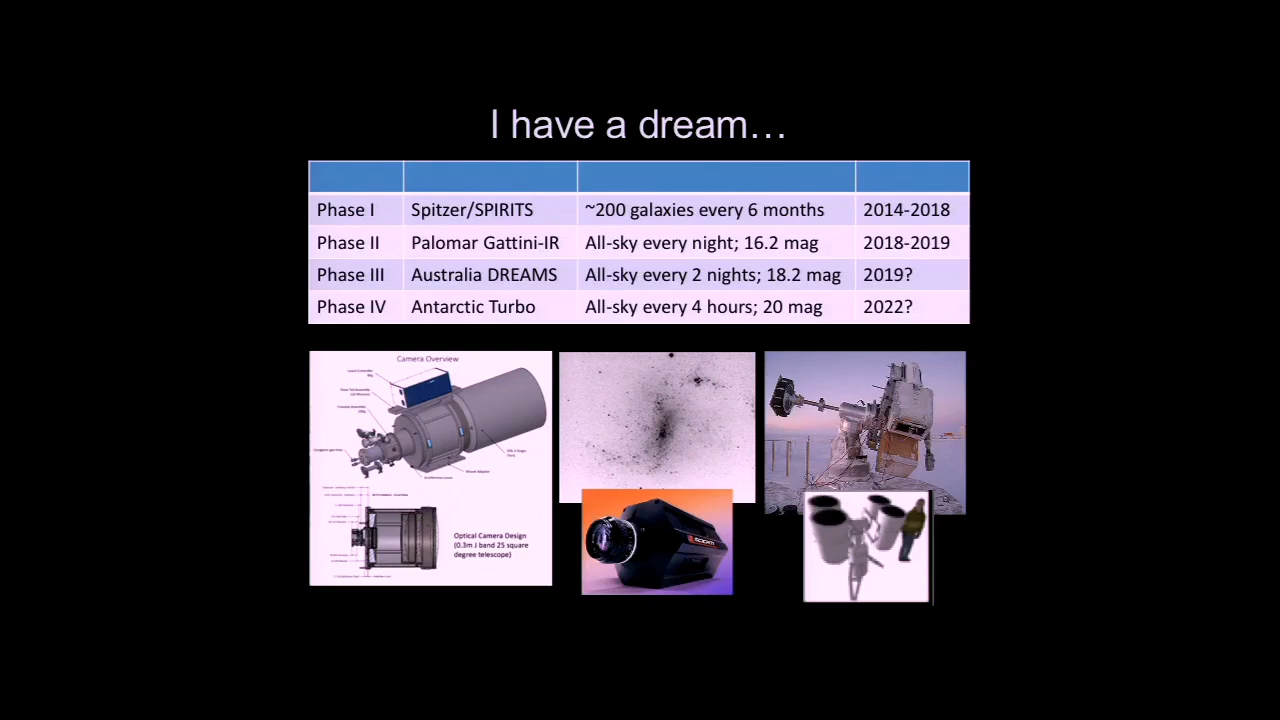 I have a dream…
Phase I Spitzer/SPIRITS ~200 galaxies every 6 months 2014-2018
Phase II Palomar Gattini-IR All-sky every night; 16.2 mag 2018-2019
Phase III Australia DREAMS All-sky every 2 nights; 18.2 mag 2019?
Phase IV Antarctic Turbo All-sky every 4 hours; 20 mag 2022?
Camera Overview
Optical Camera Design
(0.3m J band 25 square
degree telescope)